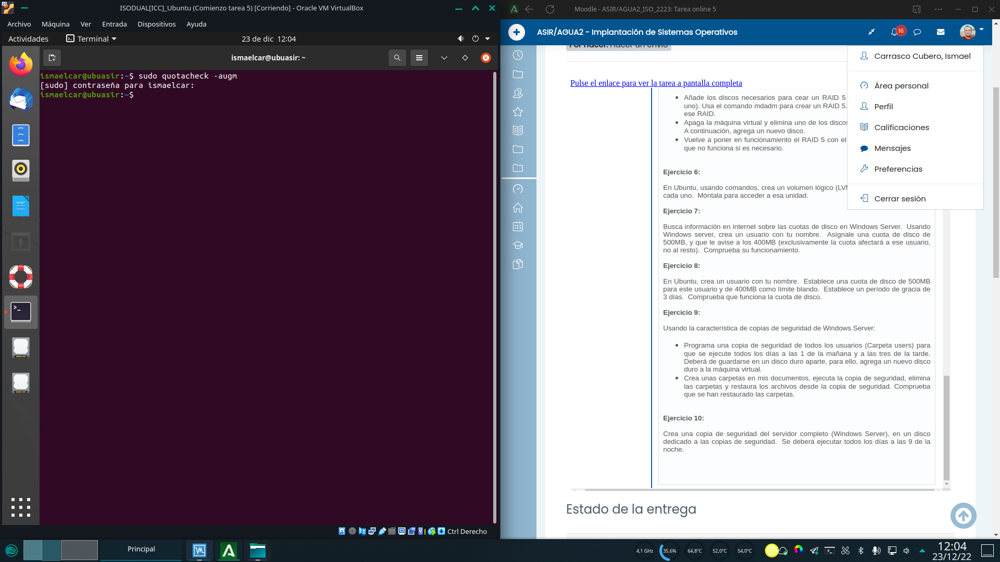 ISODUAL[ICC]_Ubuntu (Comienzo tarea 5) [Corriendo] - Oracle VM VirtualBox
Archivo Máquina Ver Entrada Dispositivos Ayuda
Actividades Terminal 23 de dic 12:04
ismaelcar@ubuasir: ~
ismaelcar@ubuasir:~$ sudo quotacheck -augm
[sudo] contraseña para ismaelcar:
ismaelcar@ubuasir:~$
Ctrl Derecho
Moodle - ASIR/AGUA2_ISO_2223: Tarea online 5
ASIR/AGUA2 - Implantación de Sistemas Operativos
16
Por hacer: Hacer un envío
Carrasco Cubero, Ismael
Área personal
Perfil
Calificaciones
Mensajes
Preferencias
Cerrar sesión
Pulse el enlace para ver la tarea a pantalla completa
Añade los discos necesarios para cear un RAID 5
uno). Usa el comando mdadm para crear un RAID 5.
ese RAID.
Apaga la máquina virtual y elimina uno de los discos
A continuación, agrega un nuevo disco.
Vuelve a poner en funcionamiento el RAID 5 con el
que no funciona si es necesario.
Ejercicio 6:
En Ubuntu, usando comandos, crea un volumen lógico (LVM
cada uno. Móntala para acceder a esa unidad.
Ejercicio 7:
Busca información en internet sobre las cuotas de disco en Windows Server. Usando
Windows server, crea un usuario con tu nombre. Asígnale una cuota de disco de
500MB, y que le avise a los 400MB (exclusivamente la cuota afectará a ese usuario,
no al resto). Comprueba su funcionamiento.
Ejercicio 8:
En Ubuntu, crea un usuario con tu nombre. Establece una cuota de disco de 500MB
para este usuario y de 400MB como límite blando. Establece un período de gracia de
3 días. Comprueba que funciona la cuota de disco.
Ejercicio 9:
Usando la característica de copias de seguridad de Windows Server:
Programa una copia de seguridad de todos los usuarios (Carpeta users) para
que se ejecute todos los días a las 1 de la mañana y a las tres de la tarde.
Deberá de guardarse en un disco duro aparte, para ello, agrega un nuevo disco
duro a la máquina virtual.
Crea unas carpetas en mis documentos, ejecuta la copia de seguridad, elimina
las carpetas y restaura los archivos desde la copia de seguridad. Comprueba
que se han restaurado las carpetas.
Ejercicio 10:
Crea una copia de seguridad del servidor completo (Windows Server), en un disco
dedicado a las copias de seguridad. Se deberá ejecutar todos los días a las 9 de la
noche.
Estado de la entrega
Principal
4,1 GHz 35,6% 64,8°C 52,0°C 54,0°C
12:04
23/12/22